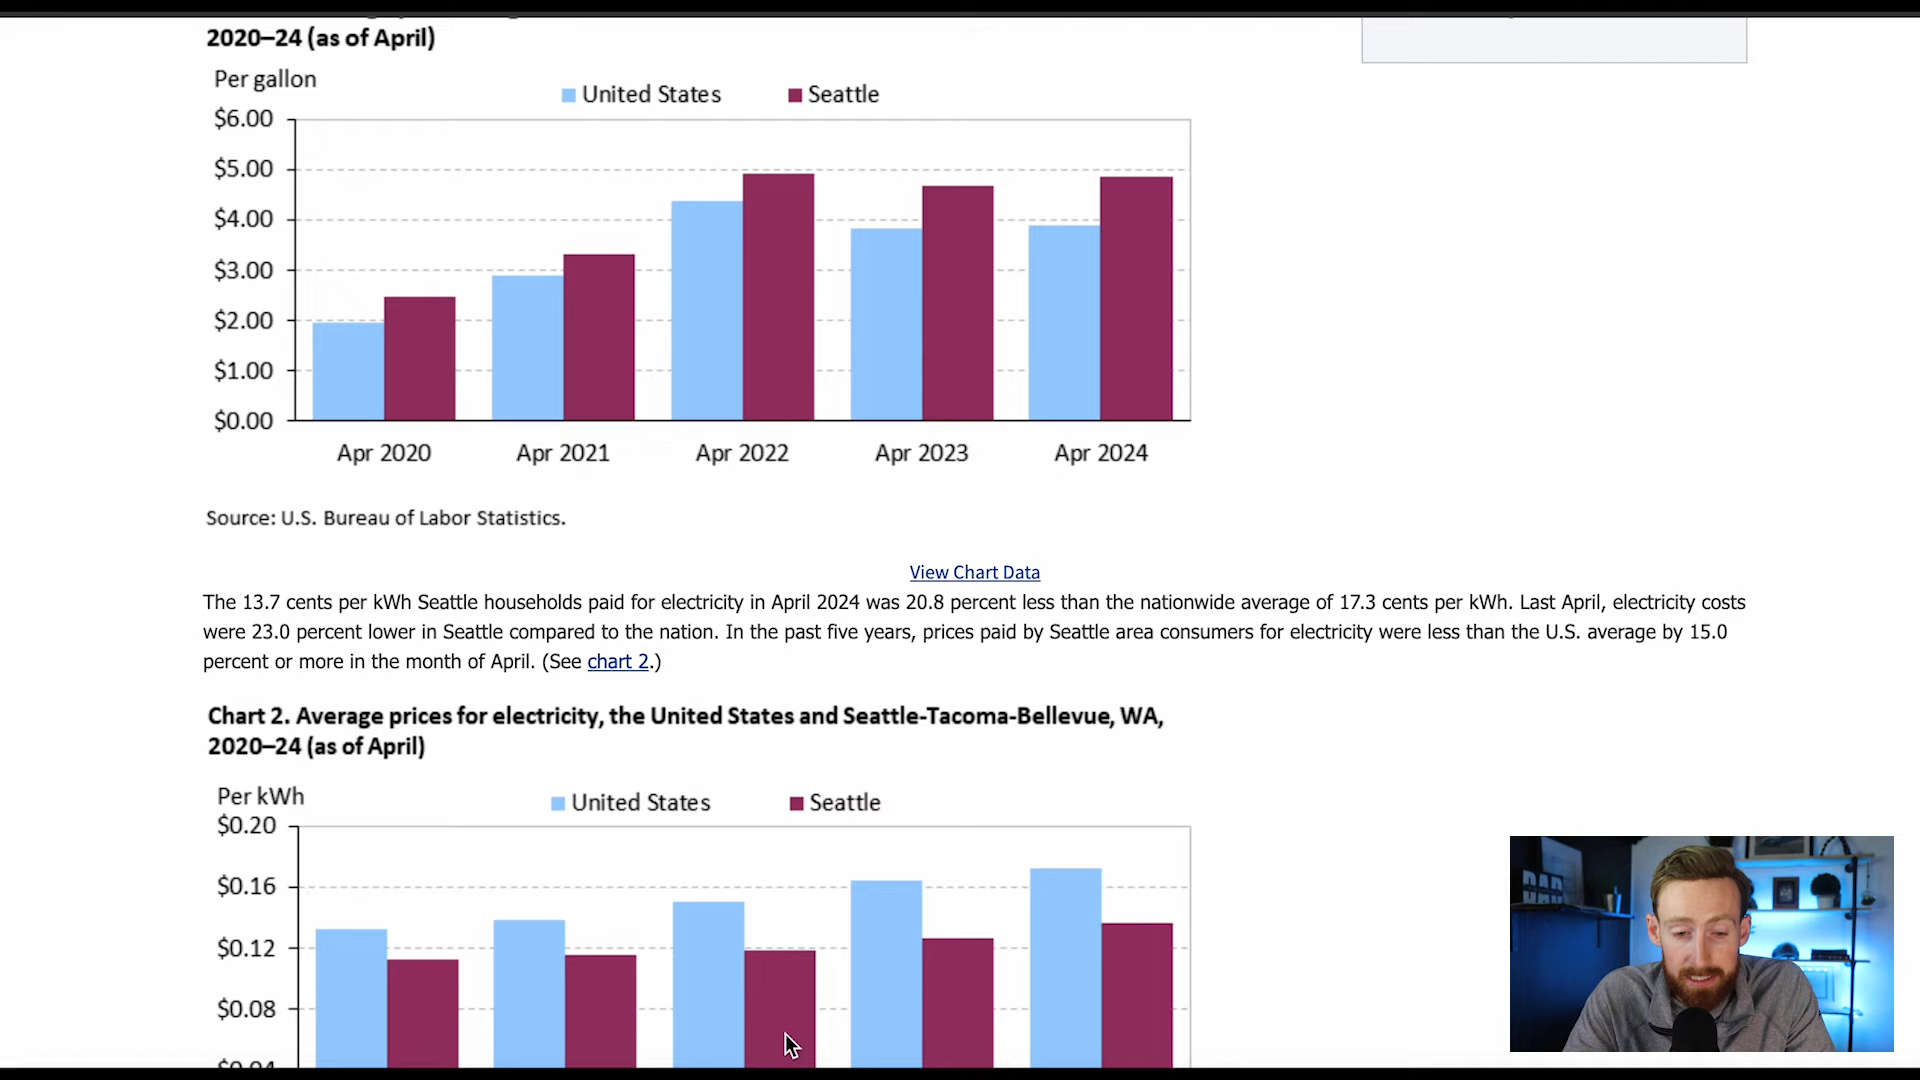 2020–24 (as of April)
Per gallon
United States
Seattle
$6.00
$5.00
$4.00
$3.00
$2.00
$1.00
$0.00
Apr 2020
Apr 2021
Apr 2022
Apr 2023
Apr 2024
Source: U.S. Bureau of Labor Statistics.
View Chart Data
The 13.7 cents per kWh Seattle households paid for electricity in April 2024 was 20.8 percent less than the nationwide average of 17.3 cents per kWh. Last April, electricity costs
were 23.0 percent lower in Seattle compared to the nation. In the past five years, prices paid by Seattle area consumers for electricity were less than the U.S. average by 15.0
percent or more in the month of April. (See chart 2.)
Chart 2. Average prices for electricity, the United States and Seattle-Tacoma-Bellevue, WA,
2020–24 (as of April)
Per kWh
United States
Seattle
$0.20
$0.16
$0.12
$0.08
$0.04
DAD